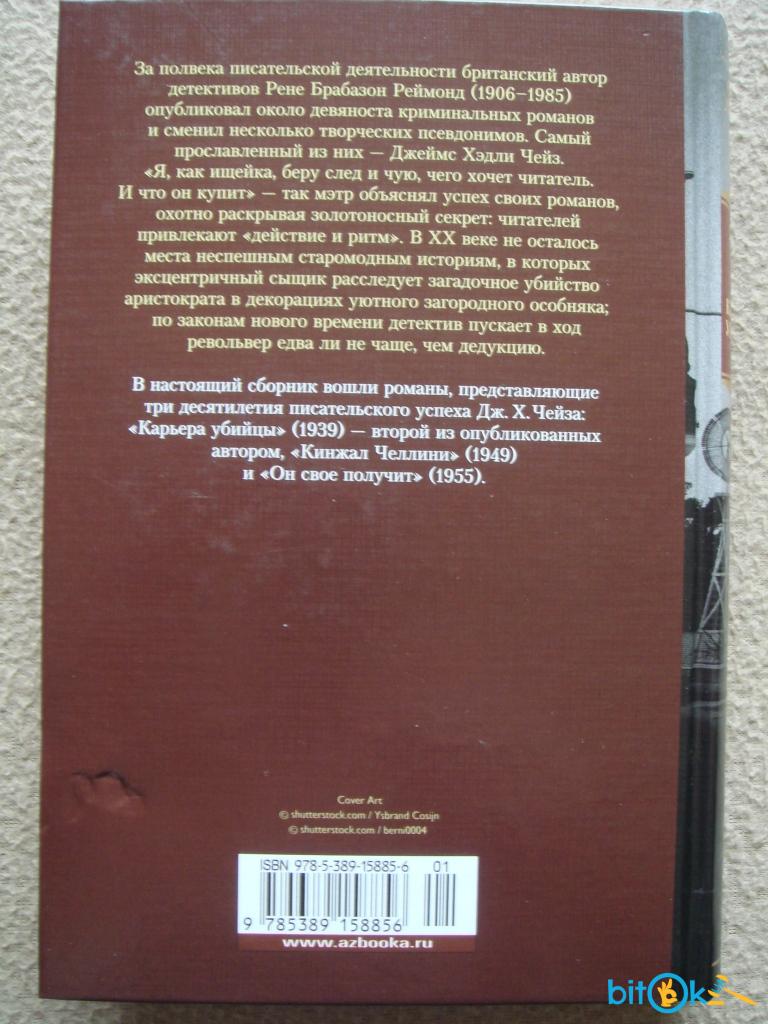 За полвека писательской деятельности британский автор
детективов Рене Брабазон Реймонд (1906–1985)
опубликовал около девяноста криминальных романов
и сменил несколько творческих псевдонимов. Самый
прославленный из них — Джеймс Хэдли Чейз.
«Я, как ищейка, беру след и чую, чего хочет читатель.
И что он купит» — так мэтр объяснял успех своих романов,
охотно раскрывая золотоносный секрет: читателей
привлекают «действие и ритм». В XX веке не осталось
места неспешным старомодным историям, в которых
эксцентричный сыщик расследует загадочное убийство
аристократа в декорациях уютного загородного особняка;
по законам нового времени детектив пускает в ход
револьвер едва ли не чаще, чем дедукцию.
В настоящий сборник вошли романы, представляющие
три десятилетия писательского успеха Дж. Х. Чейза:
«Карьера убийцы» (1939) — второй из опубликованных
автором, «Кинжал Челлини» (1949)
и «Он свое получит» (1955).
Cover Art
© shutterstock.com / Ysbrand Cosijn
© shutterstock.com / berni0004
ISBN 978-5-389-15885-6 01
9 785389 158856
www.azbooka.ru
bitOk